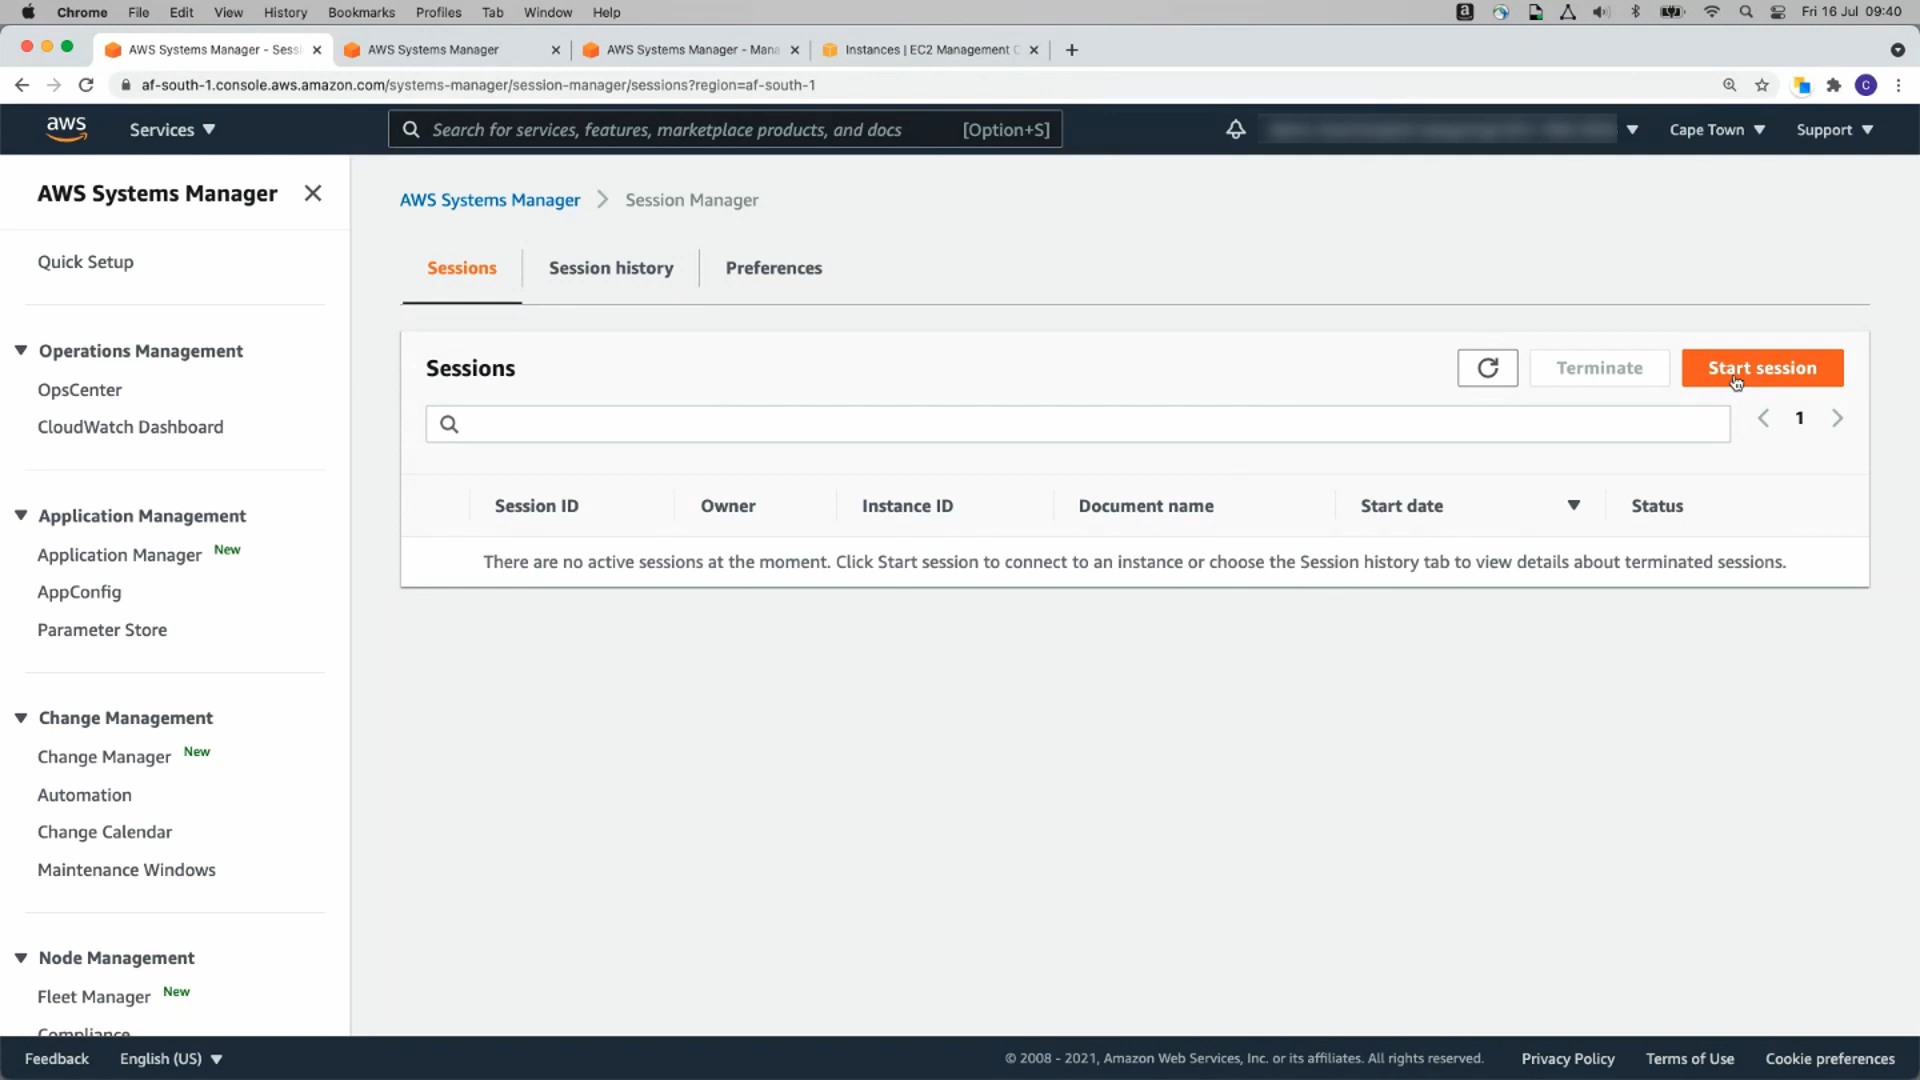 Chrome File Edit View History Bookmarks Profiles Tab Window Help Fri 16 Jul 09:40
AWS Systems Manager - Sessi AWS Systems Manager AWS Systems Manager - Mana Instances | EC2 Management C
af-south-1.console.aws.amazon.com/systems-manager/session-manager/sessions?region=af-south-1
aws Services Search for services, features, marketplace products, and docs [Option+S] Cape Town Support
AWS Systems Manager
Quick Setup
Operations Management
OpsCenter
CloudWatch Dashboard
Application Management
Application Manager New
AppConfig
Parameter Store
Change Management
Change Manager New
Automation
Change Calendar
Maintenance Windows
Node Management
Fleet Manager New
Compliance
AWS Systems Manager Session Manager
Sessions Session history Preferences
Sessions Terminate Start session
1
Session ID Owner Instance ID Document name Start date Status
There are no active sessions at the moment. Click Start session to connect to an instance or choose the Session history tab to view details about terminated sessions.
Feedback English (US) © 2008 - 2021, Amazon Web Services, Inc. or its affiliates. All rights reserved. Privacy Policy Terms of Use Cookie preferences